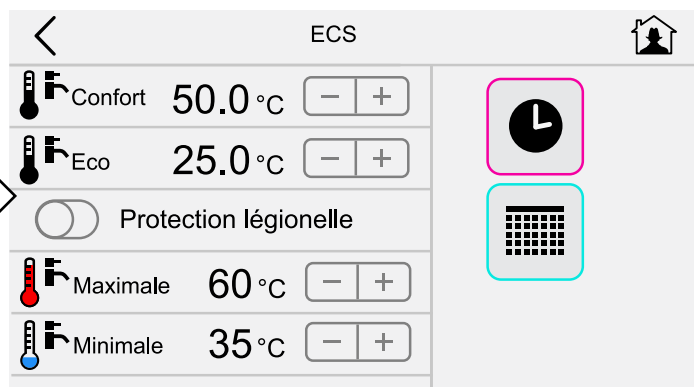 ECS
Confort 50.0 °C − +
Eco 25.0 °C − +
Protection légionelle
Maximale 60 °C − +
Minimale 35 °C − +